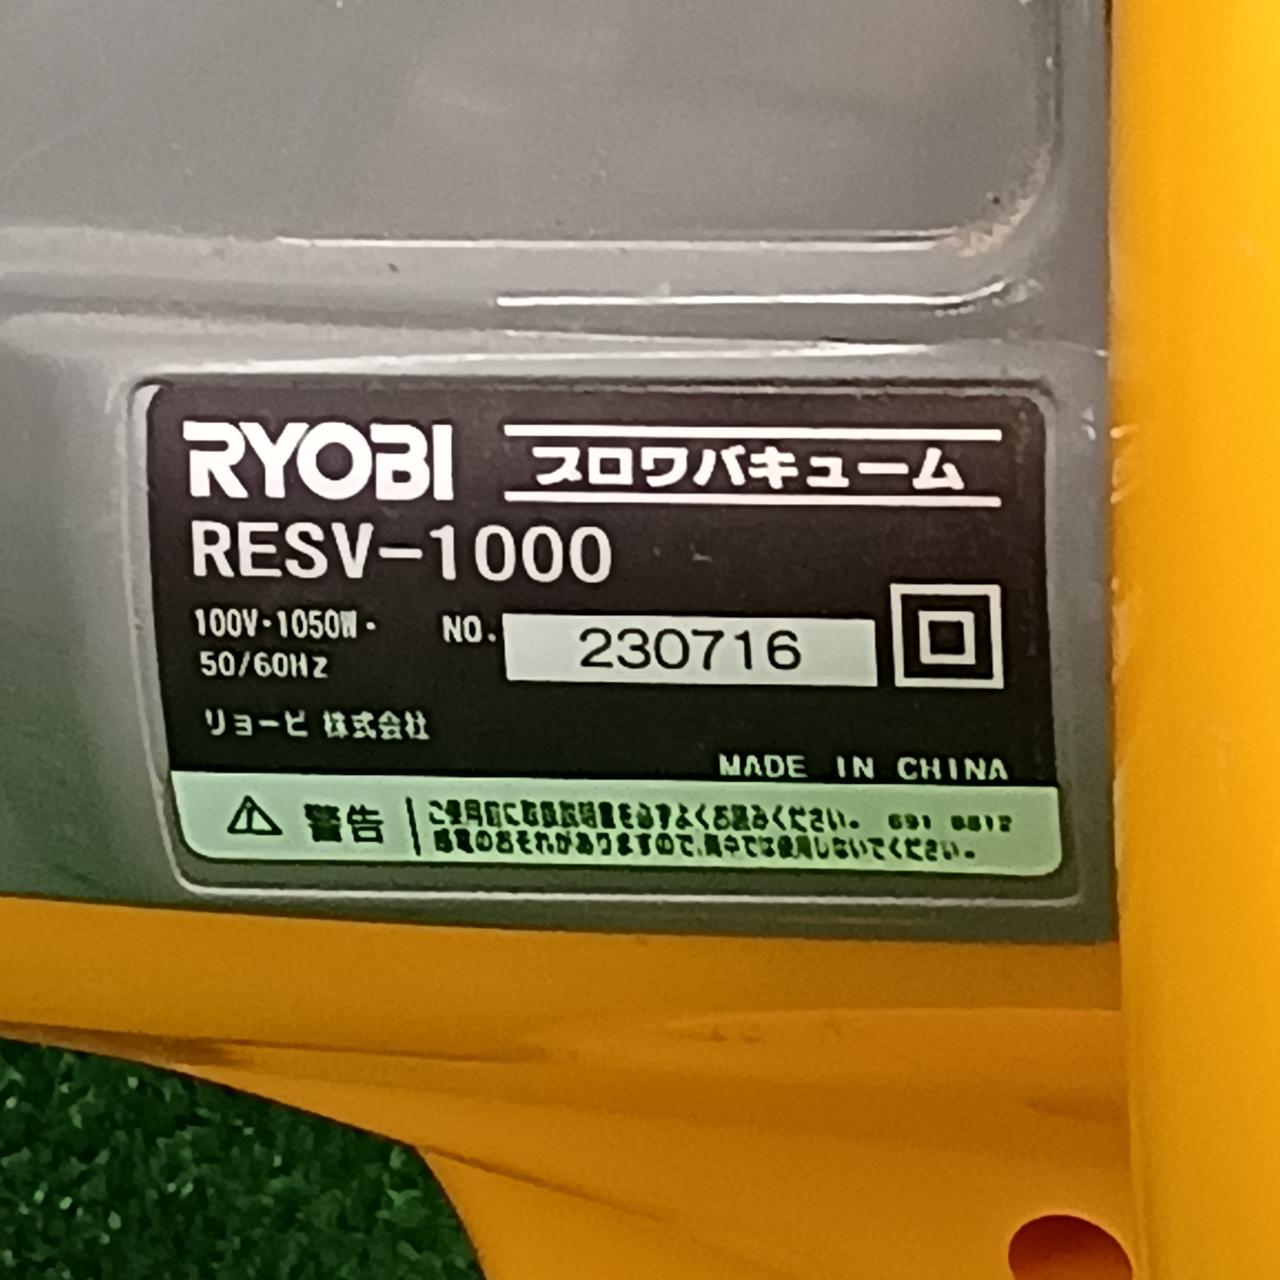 RYOBI ブロワバキューム
RESV-1000
100V・1050W・
50/60Hz
NO. 230716
リョービ 株式会社
MADE IN CHINA
警告
ご使用前に取扱説明書を必ずよくお読みください。
感電のおそれがありますので、雨中では使用しないでください。